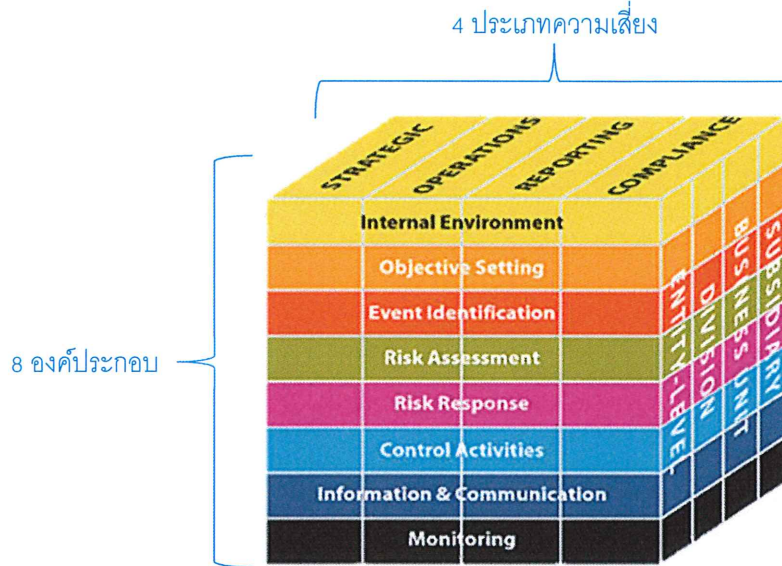 4 ประเภทความเสี่ยง
STRATEGIC
OPERATIONS
REPORTING
COMPLIANCE
8 องค์ประกอบ
Internal Environment
Objective Setting
Event Identification
Risk Assessment
Risk Response
Control Activities
Information & Communication
Monitoring
ENTITY-LEVEL
DIVISION
BUSINESS UNIT
SUBSIDIARY